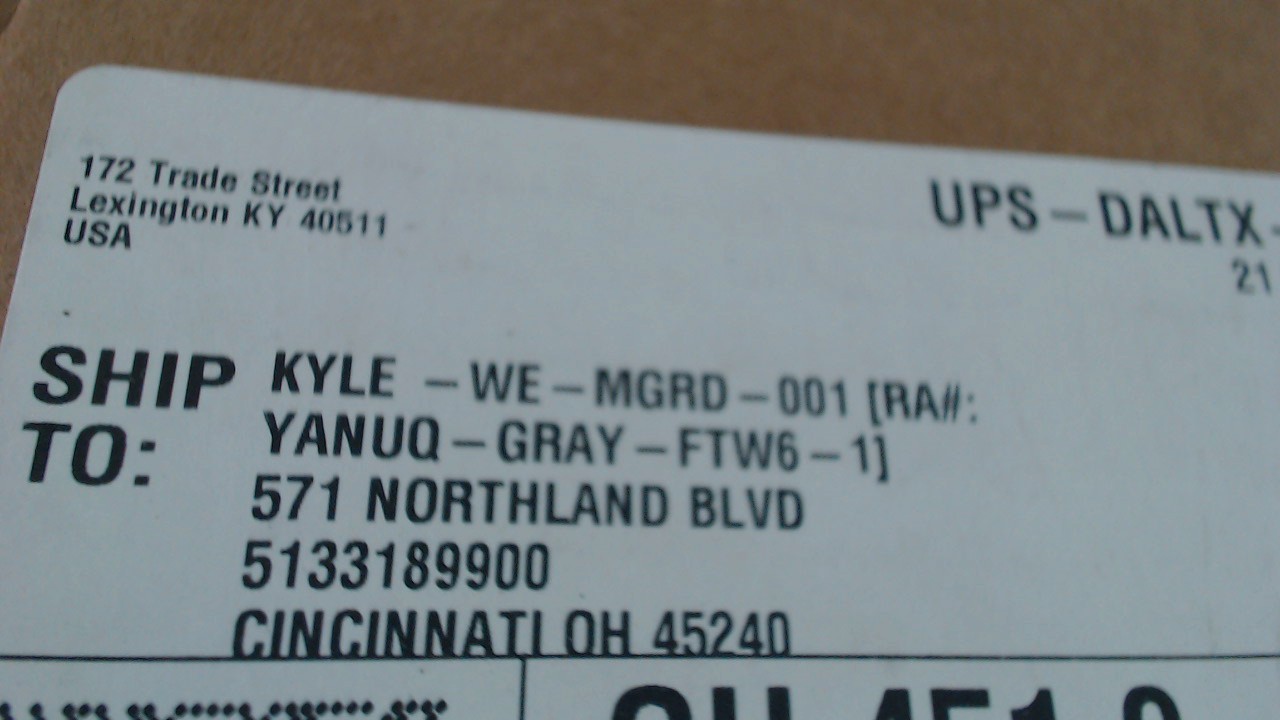 172 Trade Street
Lexington KY 40511
USA
UPS-DALTX-
21
SHIP TO:
KYLE -WE-MGRD-001 [RA#:
YANUQ-GRAY-FTW6-1]
571 NORTHLAND BLVD
5133189900
CINCINNATI OH 45240